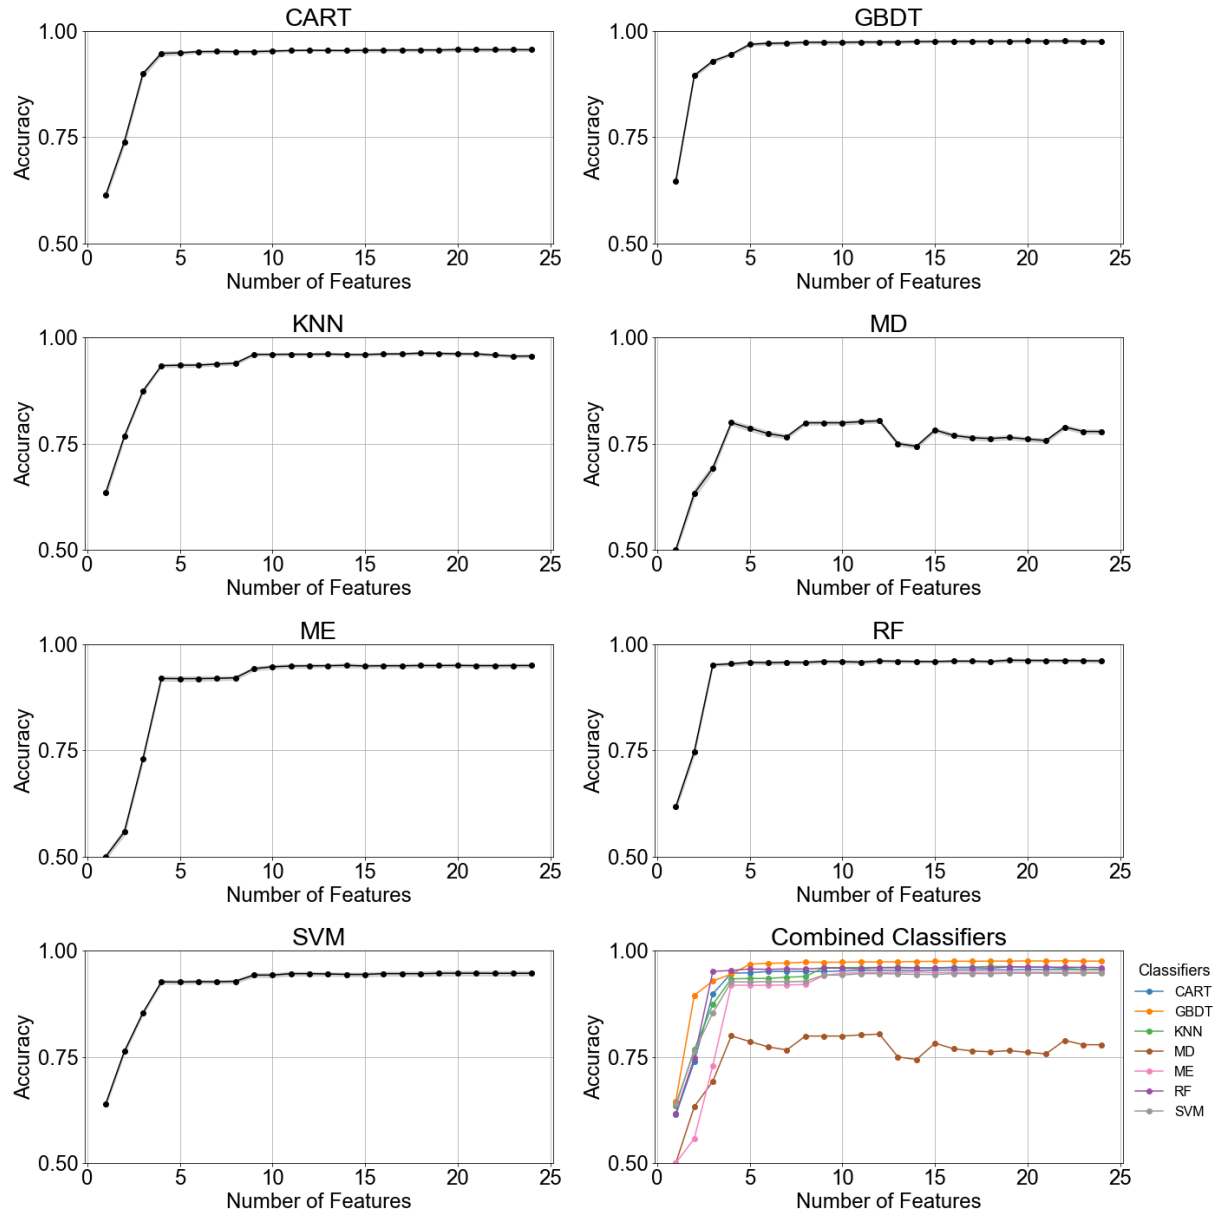 CART
1.00
0.75
0.50
Accuracy
0 5 10 15 20 25
Number of Features
GBDT
1.00
0.75
0.50
Accuracy
0 5 10 15 20 25
Number of Features
KNN
1.00
0.75
0.50
Accuracy
0 5 10 15 20 25
Number of Features
MD
1.00
0.75
0.50
Accuracy
0 5 10 15 20 25
Number of Features
ME
1.00
0.75
0.50
Accuracy
0 5 10 15 20 25
Number of Features
RF
1.00
0.75
0.50
Accuracy
0 5 10 15 20 25
Number of Features
SVM
1.00
0.75
0.50
Accuracy
0 5 10 15 20 25
Number of Features
Combined Classifiers
1.00
0.75
0.50
Accuracy
0 5 10 15 20 25
Number of Features
Classifiers
CART
GBDT
KNN
MD
ME
RF
SVM